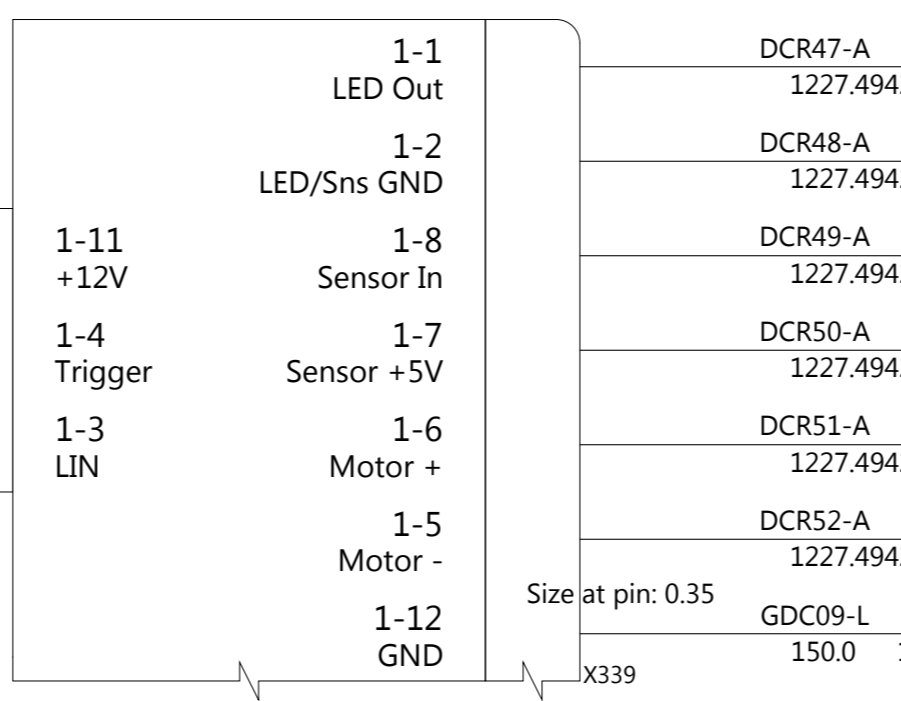 1-1
LED Out
1-2
LED/Sns GND
1-11
+12V
1-8
Sensor In
1-4
Trigger
1-7
Sensor +5V
1-3
LIN
1-6
Motor +
1-5
Motor -
1-12
GND
Size at pin: 0.35
X339
DCR47-A
1227.494
DCR48-A
1227.494
DCR49-A
1227.494
DCR50-A
1227.494
DCR51-A
1227.494
DCR52-A
1227.494
GDC09-L
150.0